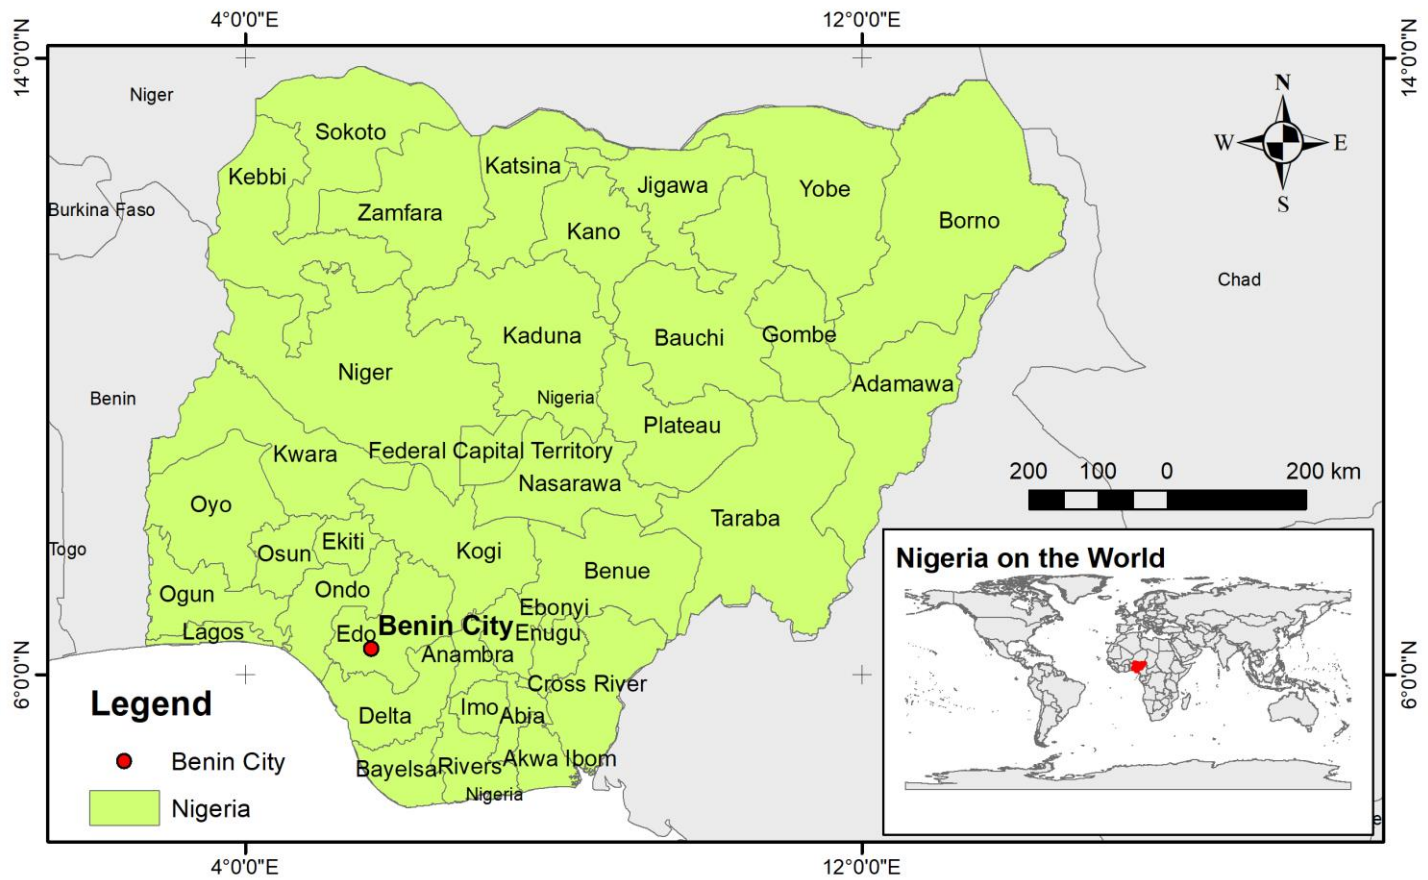 4°0'0"E
12°0'0"E
14°0'0"N
14°0'0"N
Niger
N
W
E
S
Sokoto
Katsina
Kebbi
Jigawa
Yobe
Burkina Faso
Zamfara
Kano
Borno
Chad
Kaduna
Bauchi
Gombe
Niger
Adamawa
Benin
Nigeria
Plateau
Kwara
Federal Capital Territory
200 100 0 200 km
Nasarawa
Oyo
Taraba
Togo
Osun
Ekiti
Kogi
Nigeria on the World
Benue
Ogun
Ondo
Ebonyi
Lagos
Edo
Benin City
Enugu
Anambra
6°0'0"N
6°0'0"N
Cross River
Legend
Imo
Abia
Delta
Benin City
Bayelsa
Rivers
Akwa Ibom
Nigeria
Nigeria
e
4°0'0"E
12°0'0"E